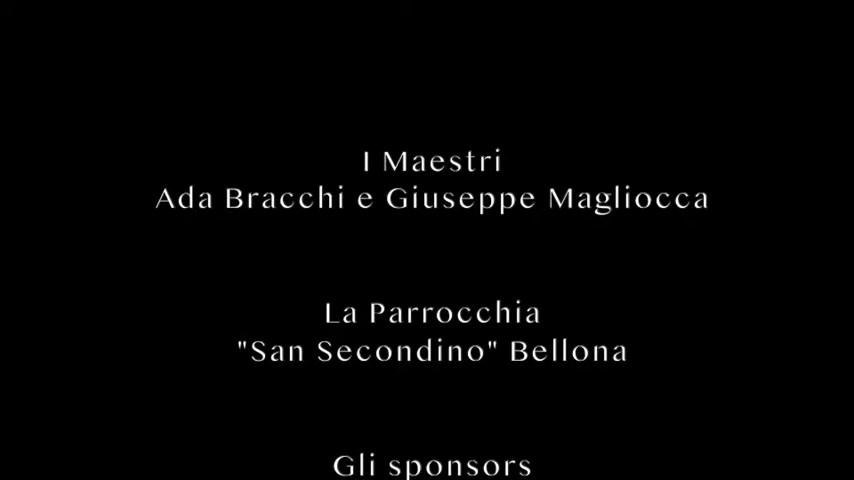 I Maestri
Ada Bracchi e Giuseppe Magliocca
La Parrocchia
"San Secondino" Bellona
Gli sponsors